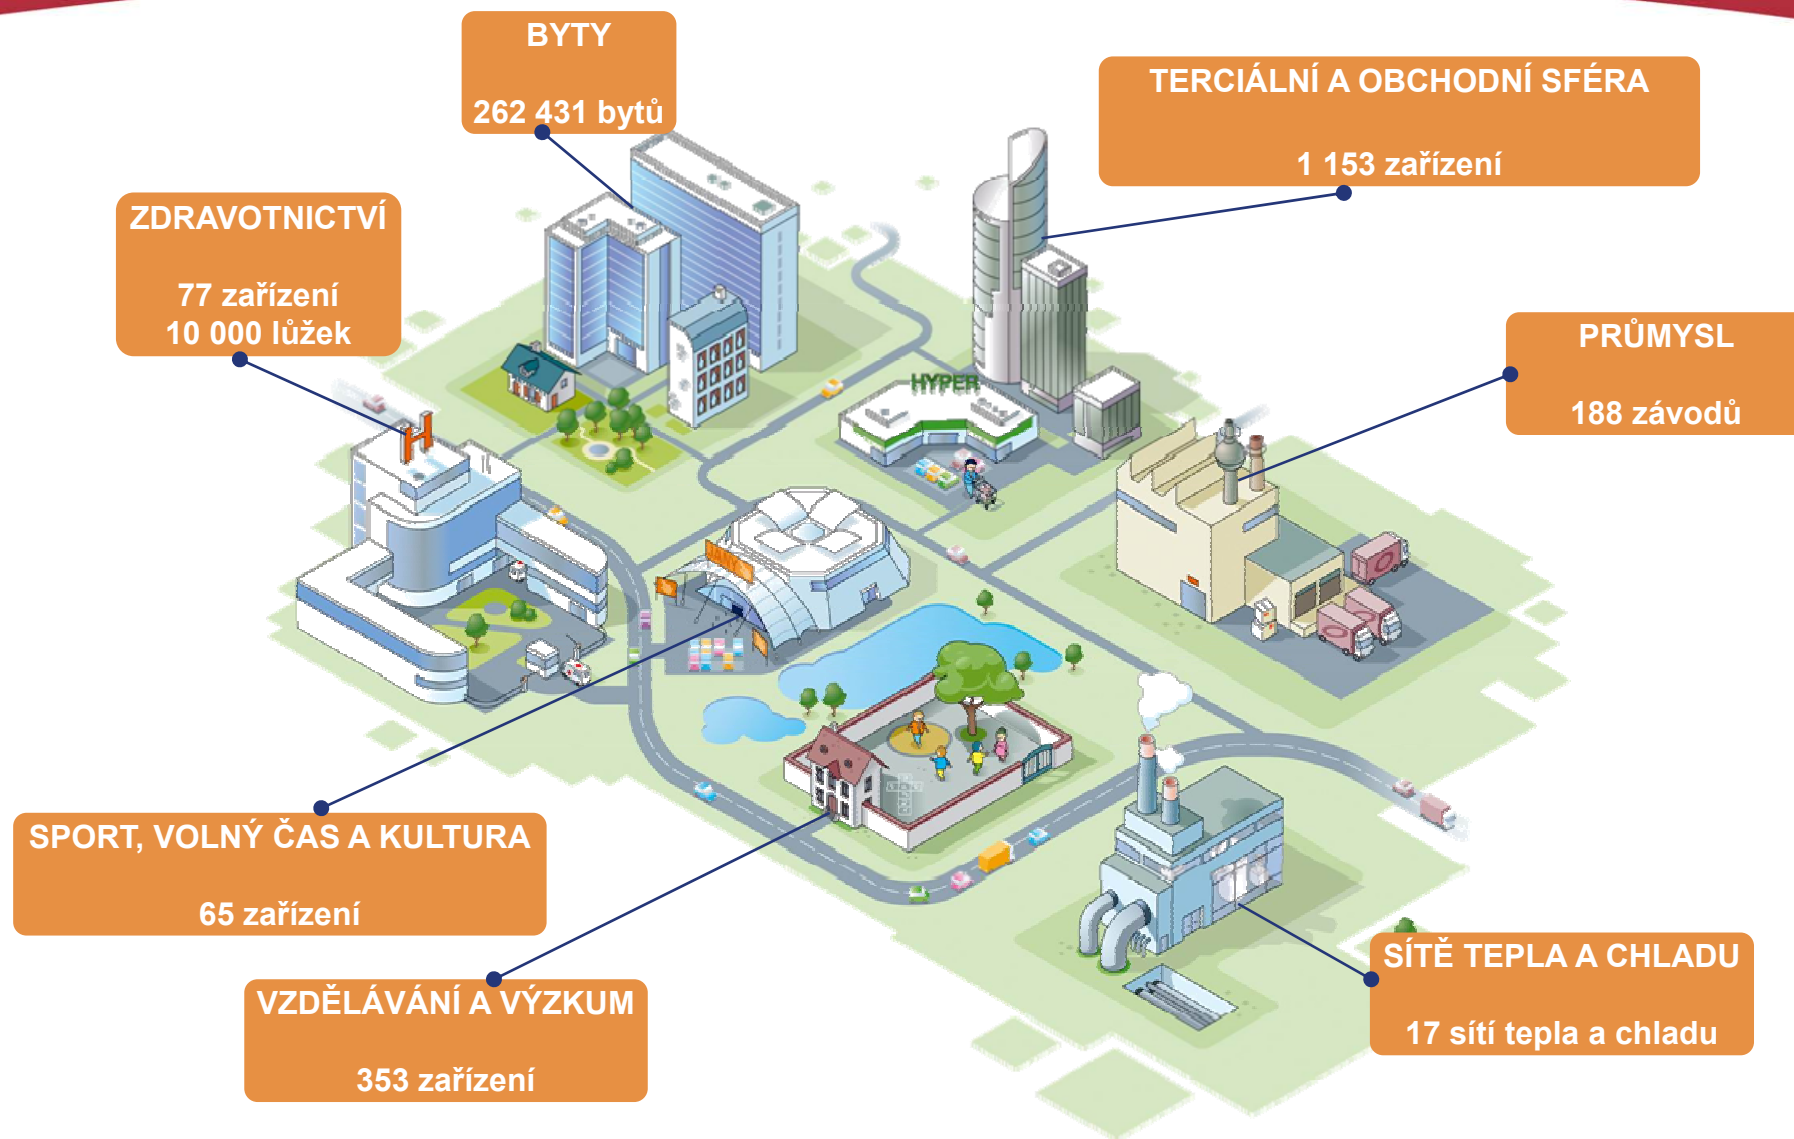 BYTY
262 431 bytů
TERCIÁLNÍ A OBCHODNÍ SFÉRA
1 153 zařízení
ZDRAVOTNICTVÍ
77 zařízení
10 000 lůžek
PRŮMYSL
188 závodů
HYPER
H
SPORT, VOLNÝ ČAS A KULTURA
65 zařízení
VZDĚLÁVÁNÍ A VÝZKUM
353 zařízení
SÍTĚ TEPLA A CHLADU
17 sítí tepla a chladu